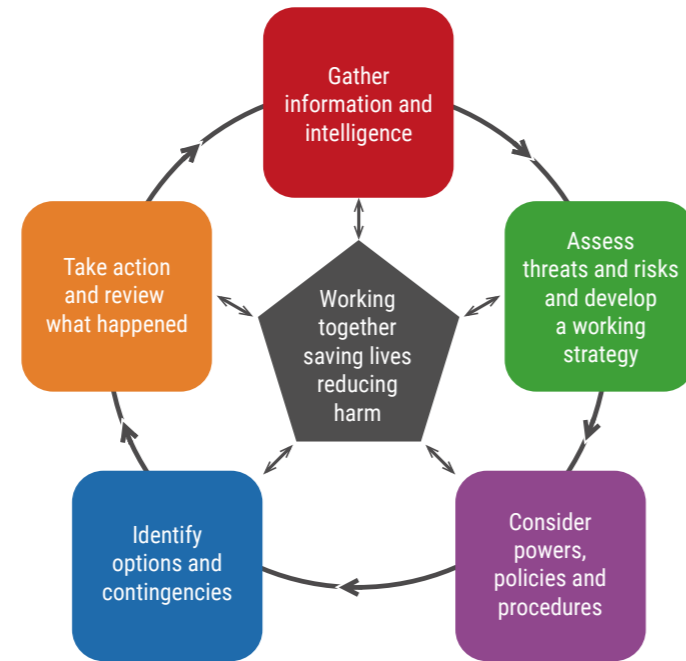 Gather
information and
intelligence
Assess
threats and risks
and develop
a working
strategy
Consider
powers,
policies and
procedures
Identify
options and
contingencies
Take action
and review
what happened
Working
together
saving lives
reducing
harm